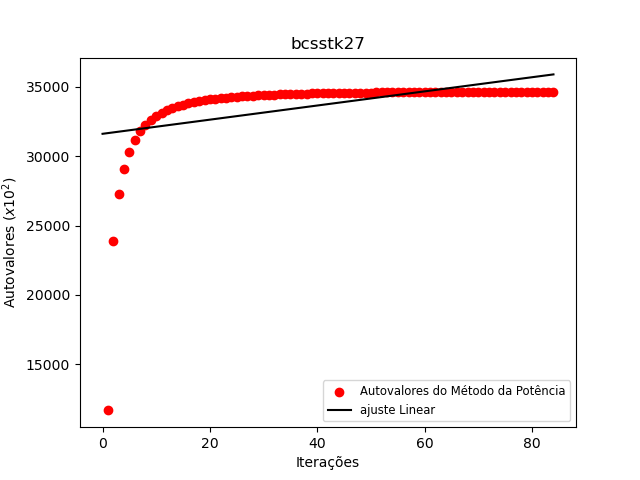 bcsstk27
35000
30000
25000
20000
15000
Autovalores (x10²)
0 20 40 60 80
Iterações
Autovalores do Método da Potência
ajuste Linear